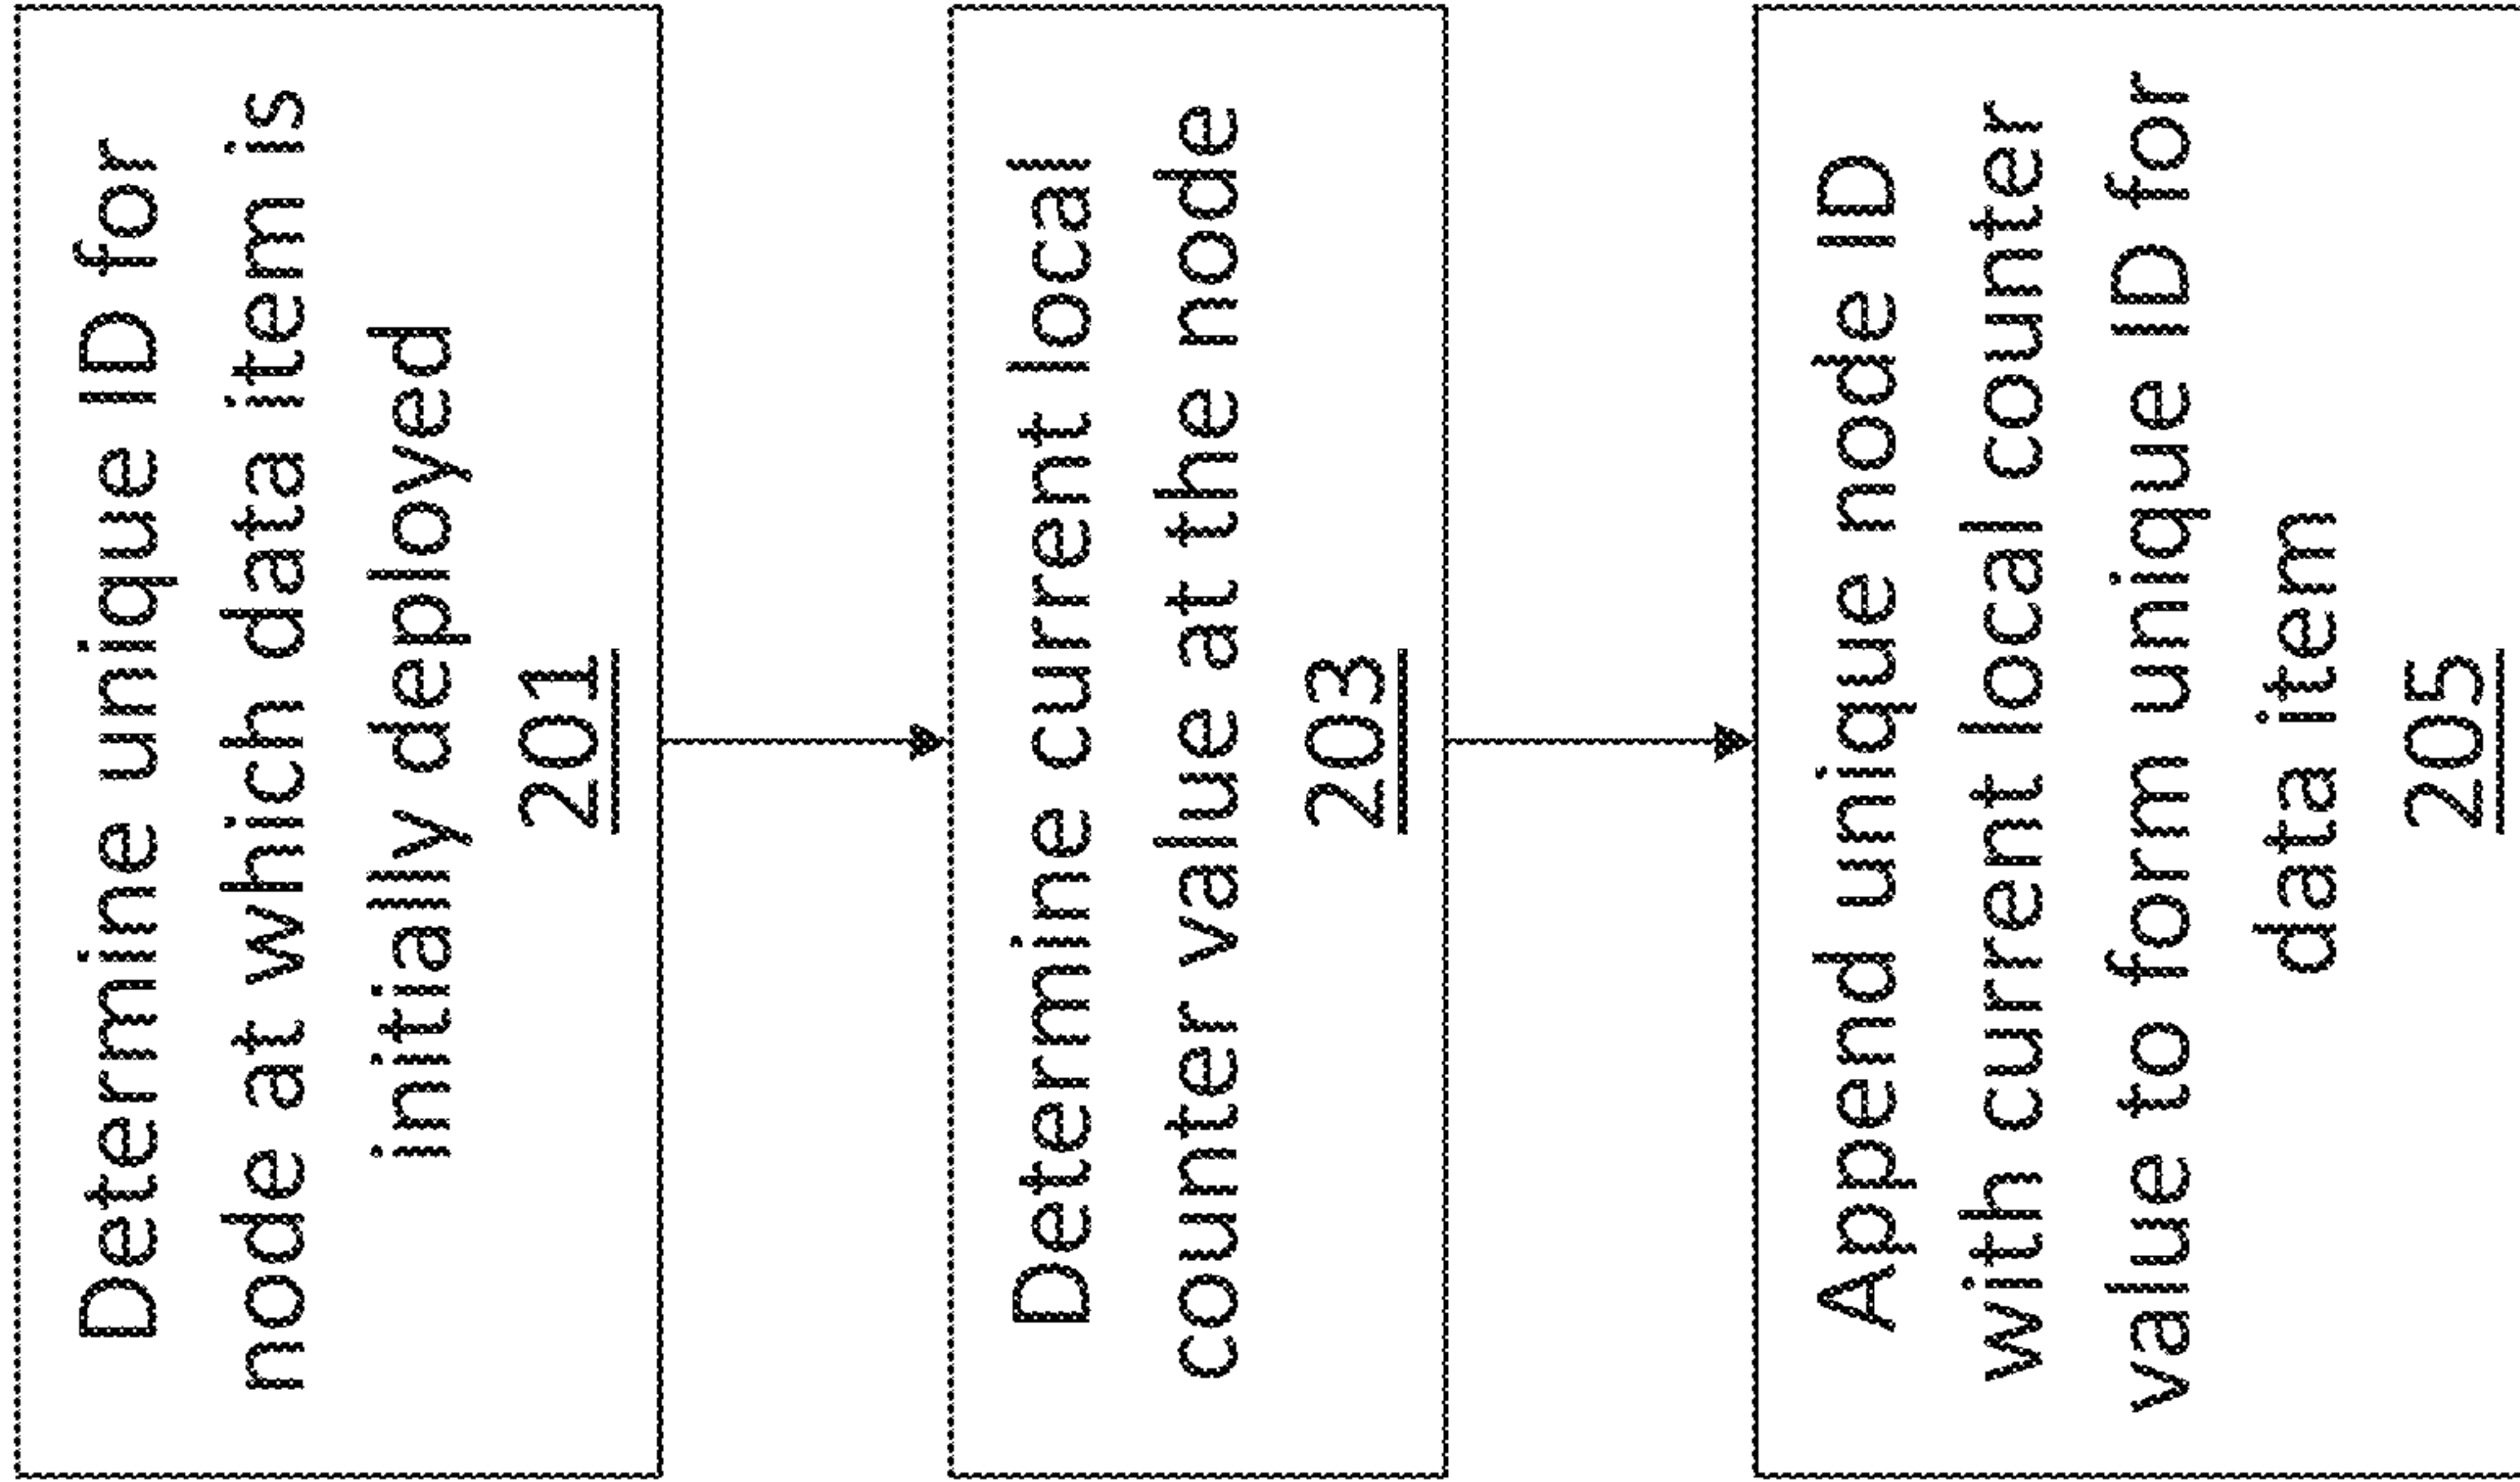 Determine unique ID for
node at which data item is
initially deployed
201
Determine current local
counter value at the node
203
Append unique node ID
with current local counter
value to form unique ID for
data item
205